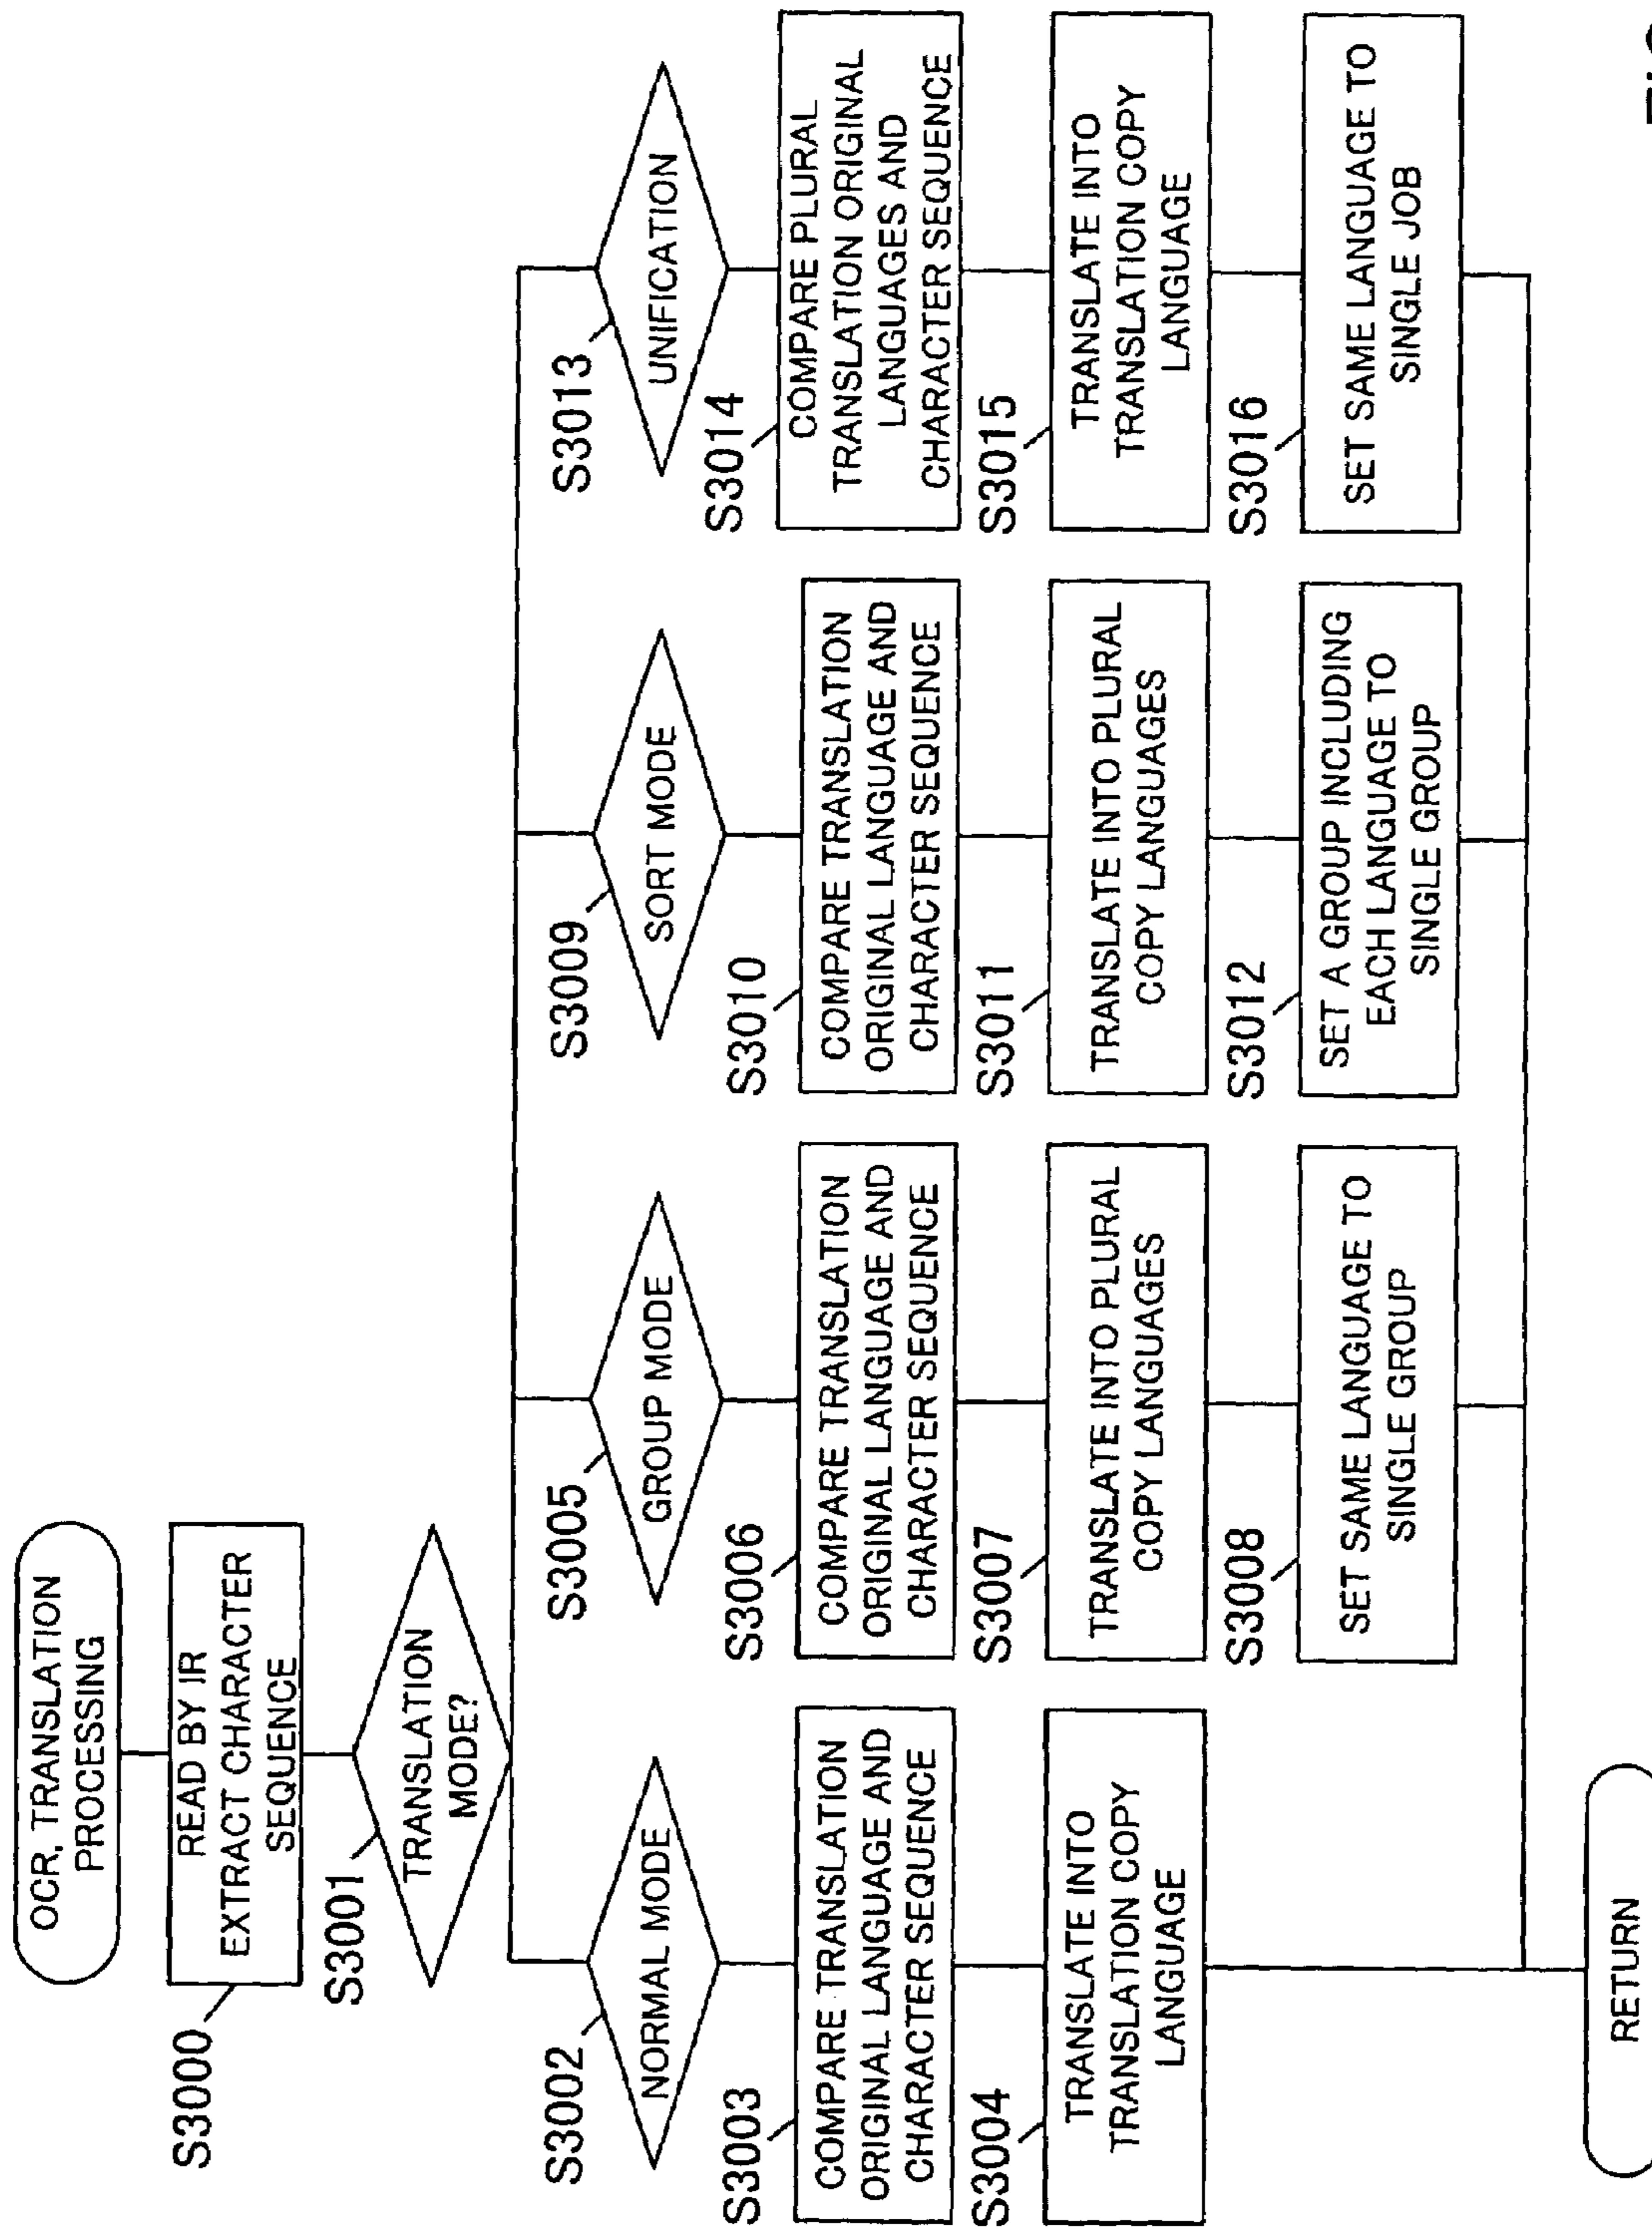 OCR, TRANSLATION
PROCESSING
S3000
READ BY IR
EXTRACT CHARACTER
SEQUENCE
S3001
TRANSLATION
MODE?
S3002
NORMAL MODE
S3003
COMPARE TRANSLATION
ORIGINAL LANGUAGE AND
CHARACTER SEQUENCE
S3004
TRANSLATE INTO
TRANSLATION COPY
LANGUAGE
S3005
GROUP MODE
S3006
COMPARE TRANSLATION
ORIGINAL LANGUAGE AND
CHARACTER SEQUENCE
S3007
TRANSLATE INTO PLURAL
COPY LANGUAGES
S3008
SET SAME LANGUAGE TO
SINGLE GROUP
S3009
SORT MODE
S3010
COMPARE TRANSLATION
ORIGINAL LANGUAGE AND
CHARACTER SEQUENCE
S3011
TRANSLATE INTO PLURAL
COPY LANGUAGES
S3012
SET A GROUP INCLUDING
EACH LANGUAGE TO
SINGLE GROUP
S3013
UNIFICATION
S3014
COMPARE PLURAL
TRANSLATION ORIGINAL
LANGUAGES AND
CHARACTER SEQUENCE
S3015
TRANSLATE INTO
TRANSLATION COPY
LANGUAGE
S3016
SET SAME LANGUAGE TO
SINGLE JOB
RETURN